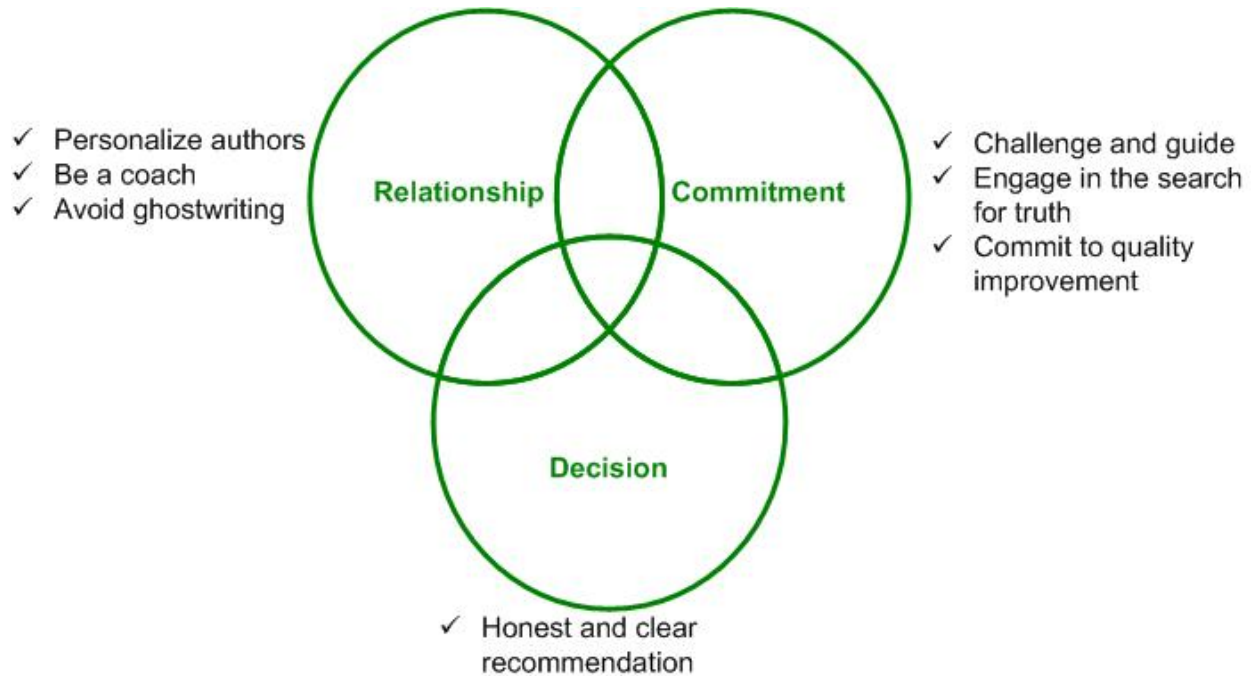 ✓ Personalize authors
✓ Be a coach
✓ Avoid ghostwriting
Relationship
Commitment
✓ Challenge and guide
✓ Engage in the search
for truth
✓ Commit to quality
improvement
Decision
✓ Honest and clear
recommendation